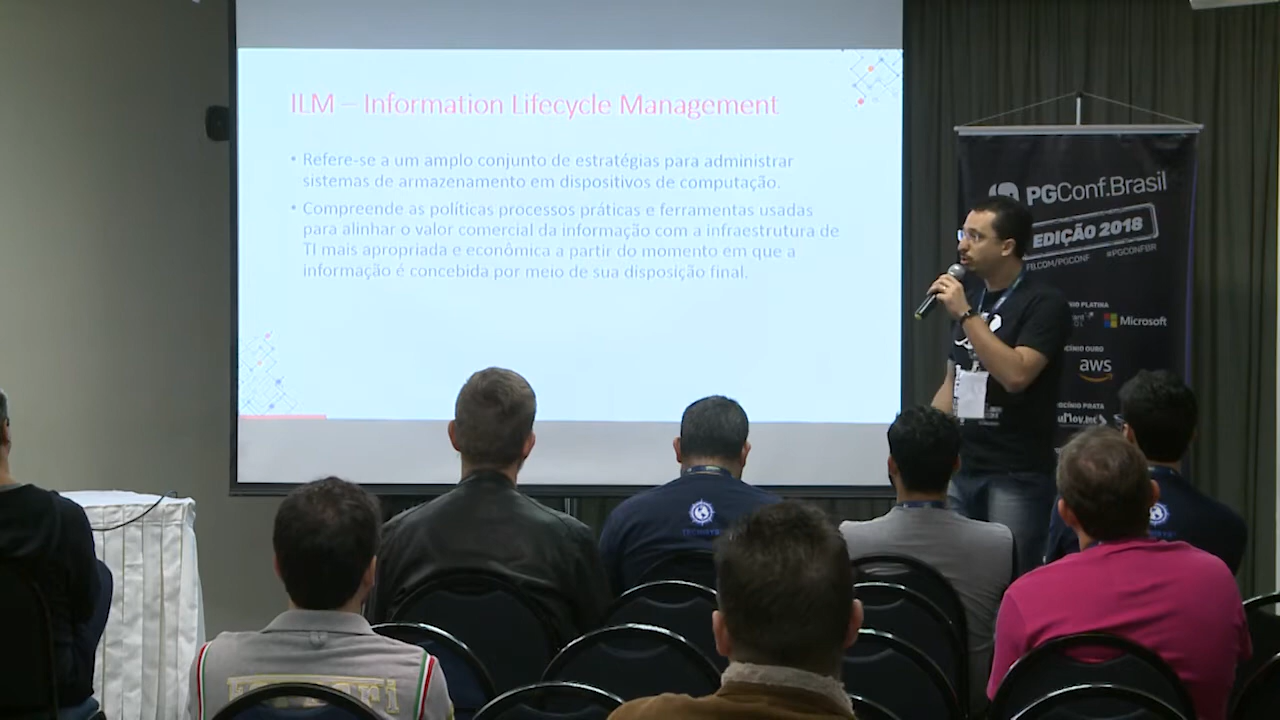 ILM – Information Lifecycle Management
• Refere-se a um amplo conjunto de estratégias para administrar
sistemas de armazenamento em dispositivos de computação.
• Compreende as políticas processos práticas e ferramentas usadas
para alinhar o valor comercial da informação com a infraestrutura de
TI mais apropriada e econômica a partir do momento em que a
informação é concebida por meio de sua disposição final.
PGConf.Brasil
EDIÇÃO 2018
FB.COM/PGCONF #PGCONFBR
PLATINA
Microsoft
OURO
aws
PRATA